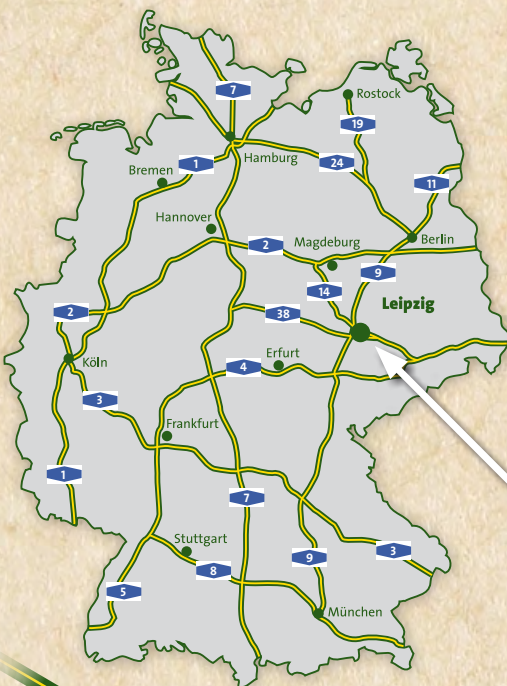 7
Rostock
19
Hamburg
1
24
Bremen
11
Hannover
2
Magdeburg
Berlin
9
14
Leipzig
2
38
Köln
4
Erfurt
3
Frankfurt
1
7
Stuttgart
8
9
3
5
München